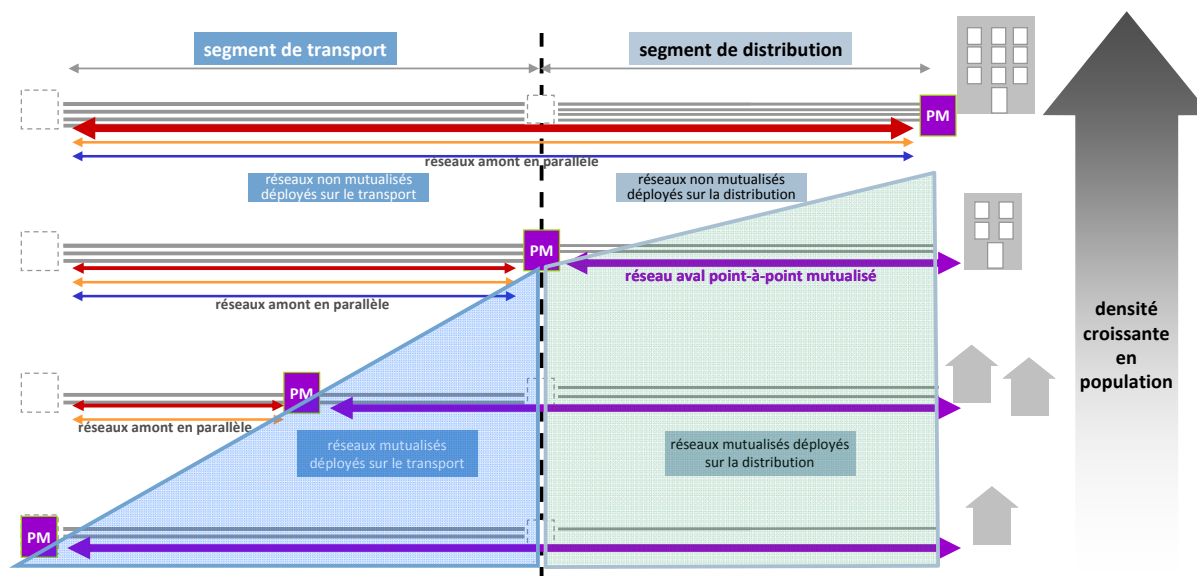 segment de transport
segment de distribution
PM
réseaux amont en parallèle
réseaux non mutualisés
déployés sur le transport
réseaux non mutualisés
déployés sur la distribution
PM
réseau aval point-à-point mutualisé
réseaux amont en parallèle
densité
croissante
en
population
PM
réseaux amont en parallèle
réseaux mutualisés
déployés sur le transport
réseaux mutualisés déployés
sur la distribution
PM